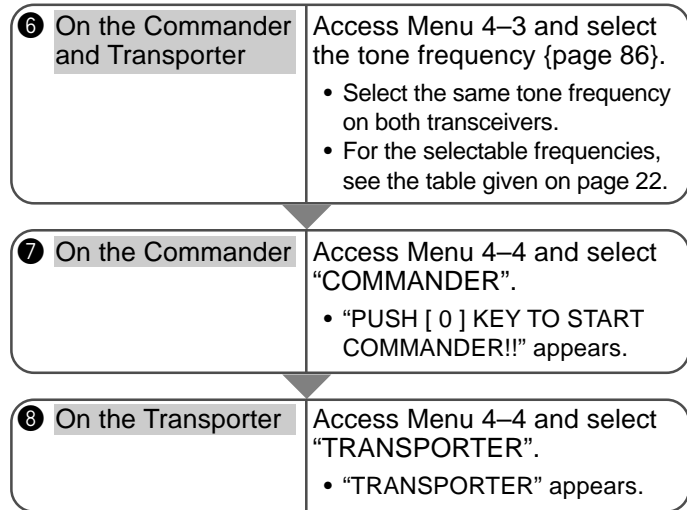 ❻ On the Commander and Transporter
Access Menu 4–3 and select
the tone frequency {page 86}.
• Select the same tone frequency
on both transceivers.
• For the selectable frequencies,
see the table given on page 22.
❼ On the Commander
Access Menu 4–4 and select
“COMMANDER”.
• “PUSH [ 0 ] KEY TO START
COMMANDER!!” appears.
❽ On the Transporter
Access Menu 4–4 and select
“TRANSPORTER”.
• “TRANSPORTER” appears.